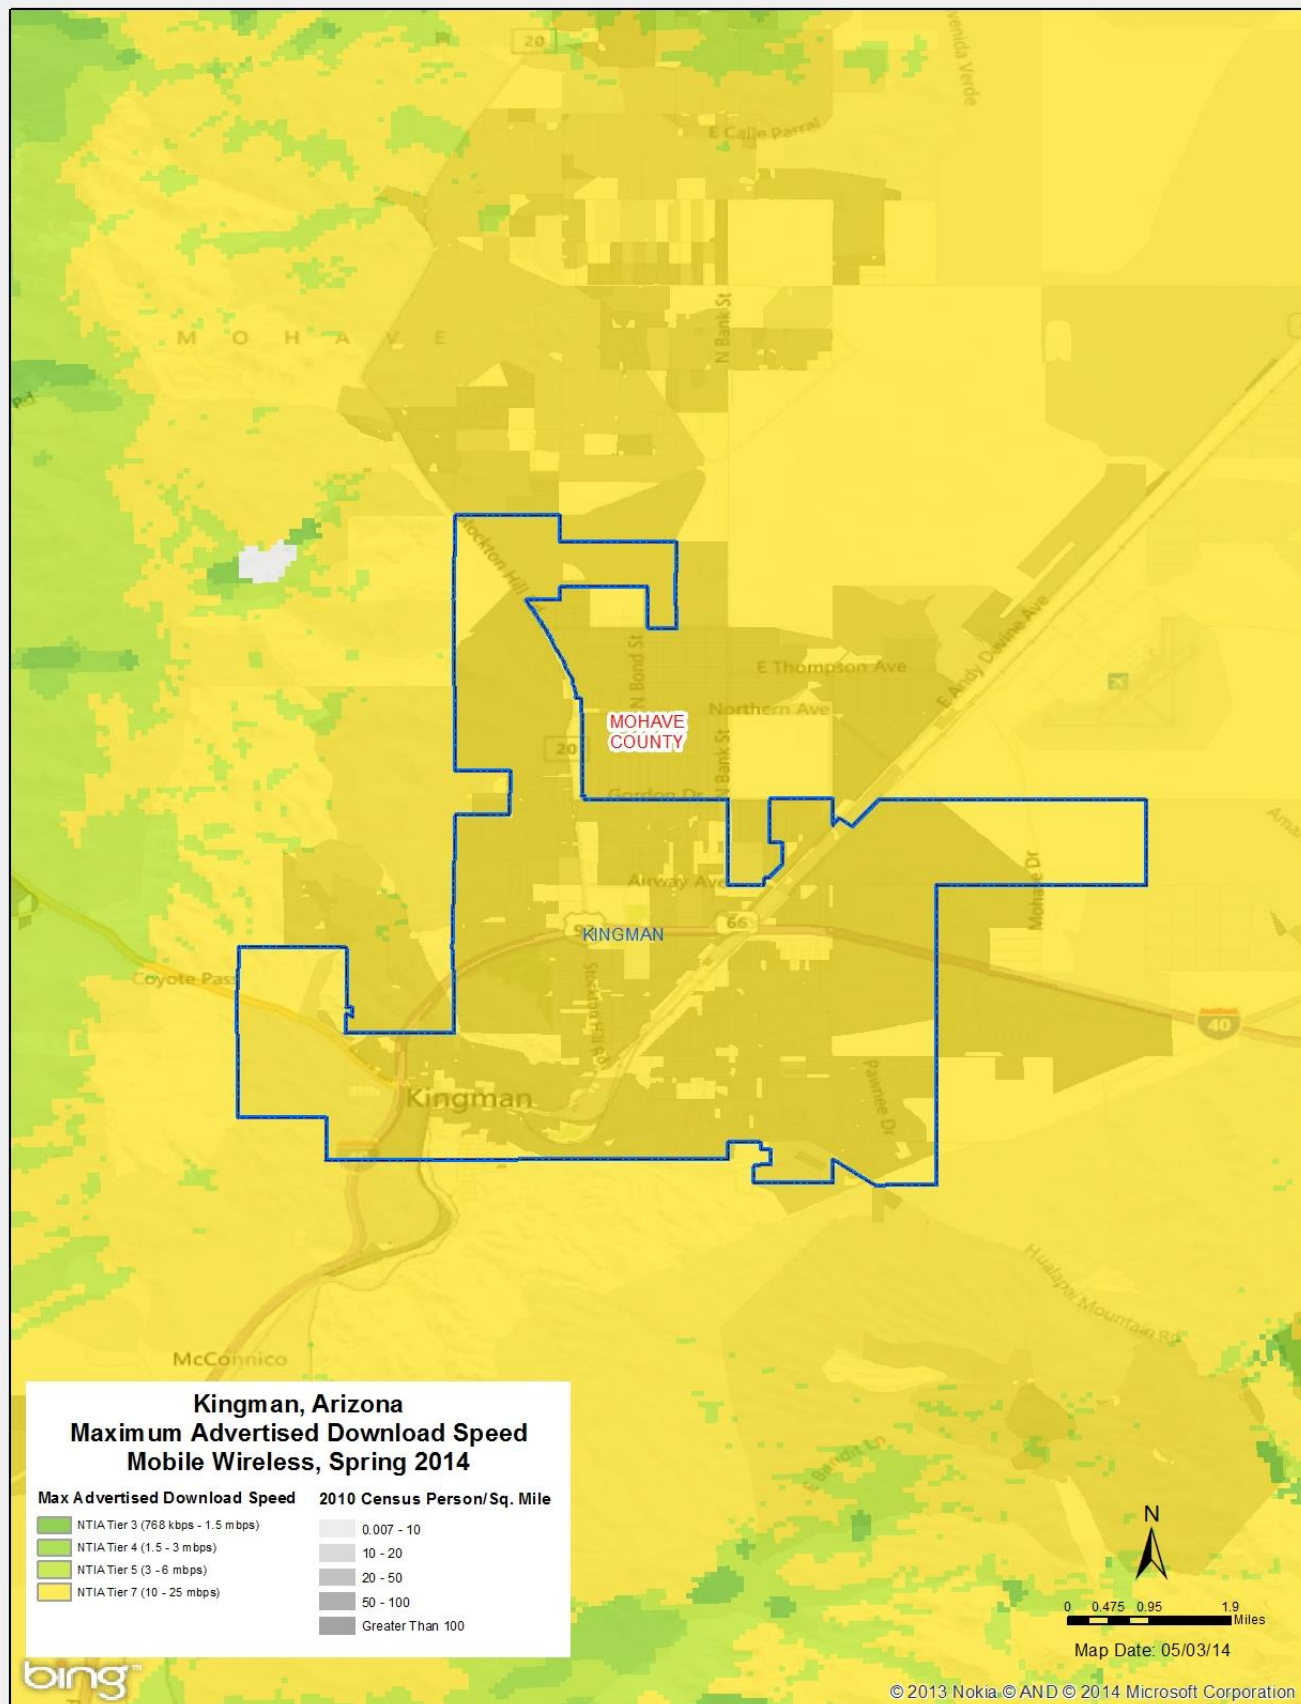 20
Avenida Verde
E Calle Parral
N Bank St
M O H A V E
Rd
Stockton Hill Rd
N Bond St
E Thompson Ave
E Andy Devine Ave
Northern Ave
MOHAVE
COUNTY
20
N Bank St
Gordon Dr
Airway Ave
Mohave Dr
66
KINGMAN
Coyote Pass
Stockton Hill Rd
40
Kingman
Pawnee Dr
40
Hualapai Mountain Rd
McConnico
E Bandit Ln
Kingman, Arizona
Maximum Advertised Download Speed
Mobile Wireless, Spring 2014
Max Advertised Download Speed
NTIA Tier 3 (768 kbps - 1.5 mbps)
NTIA Tier 4 (1.5 - 3 mbps)
NTIA Tier 5 (3 - 6 mbps)
NTIA Tier 7 (10 - 25 mbps)
2010 Census Person/Sq. Mile
0.007 - 10
10 - 20
20 - 50
50 - 100
Greater Than 100
N
0 0.475 0.95 1.9
Miles
Map Date: 05/03/14
bing™
© 2013 Nokia © AND © 2014 Microsoft Corporation